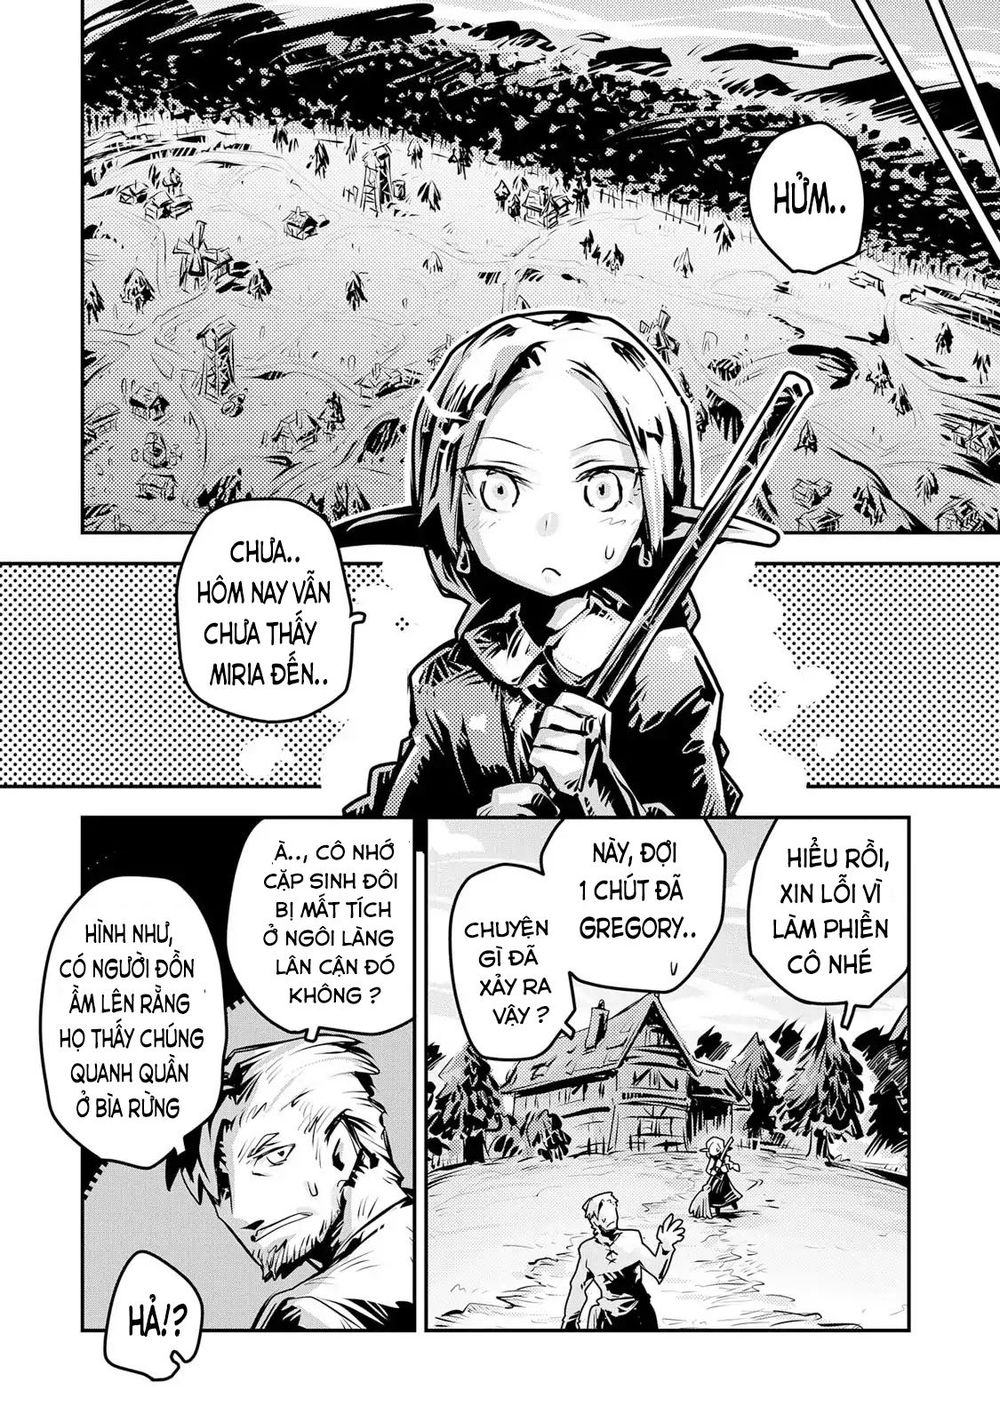 HỬM..
CHƯA..
HÔM NAY VẪN
CHƯA THẤY
MIRIA ĐẾN..
HIỂU RỒI,
XIN LỖI VÌ
LÀM PHIỀN
CÔ NHÉ
NÀY, ĐỢI
1 CHÚT ĐÃ
GREGORY..
CHUYỆN
GÌ ĐÃ
XẢY RA
VẬY ?
À.., CÔ NHỚ
CẶP SINH ĐÔI
BỊ MẤT TÍCH
Ở NGÔI LÀNG
LÂN CẬN ĐÓ
KHÔNG ?
HÌNH NHƯ,
CÓ NGƯỜI ĐỒN
ẦM LÊN RẰNG
HỌ THẤY CHÚNG
QUANH QUẨN
Ở BÌA RỪNG
HẢ!?